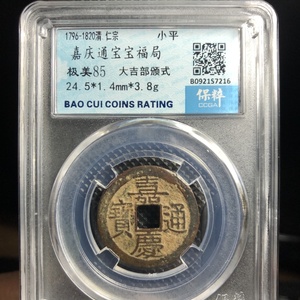 1796-1820清 仁宗 小平
嘉庆通宝宝福局
极美85 大吉部颁式
24.5*1.4mm*3.8g
B092157216
保粹
CCGA
BAO CUI COINS RATING
嘉
寶 通
慶